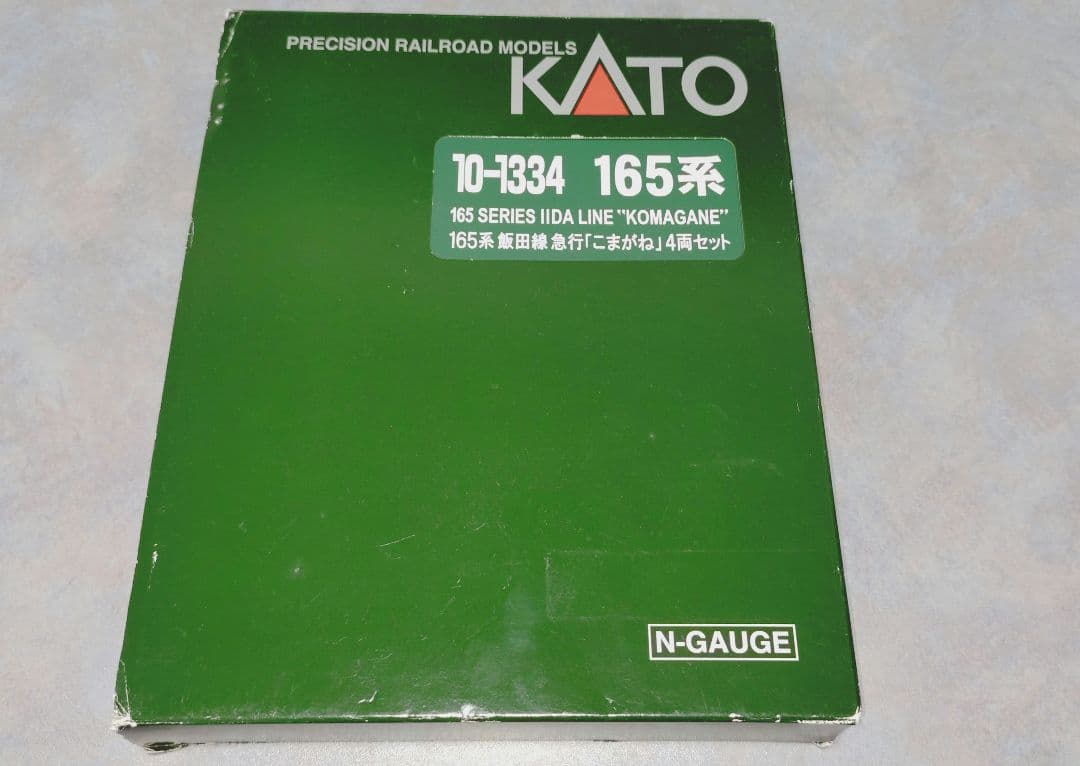 PRECISION RAILROAD MODELS
KATO
10-1334 165系
165 SERIES IIDA LINE "KOMAGANE"
165系 飯田線 急行「こまがね」4両セット
N-GAUGE